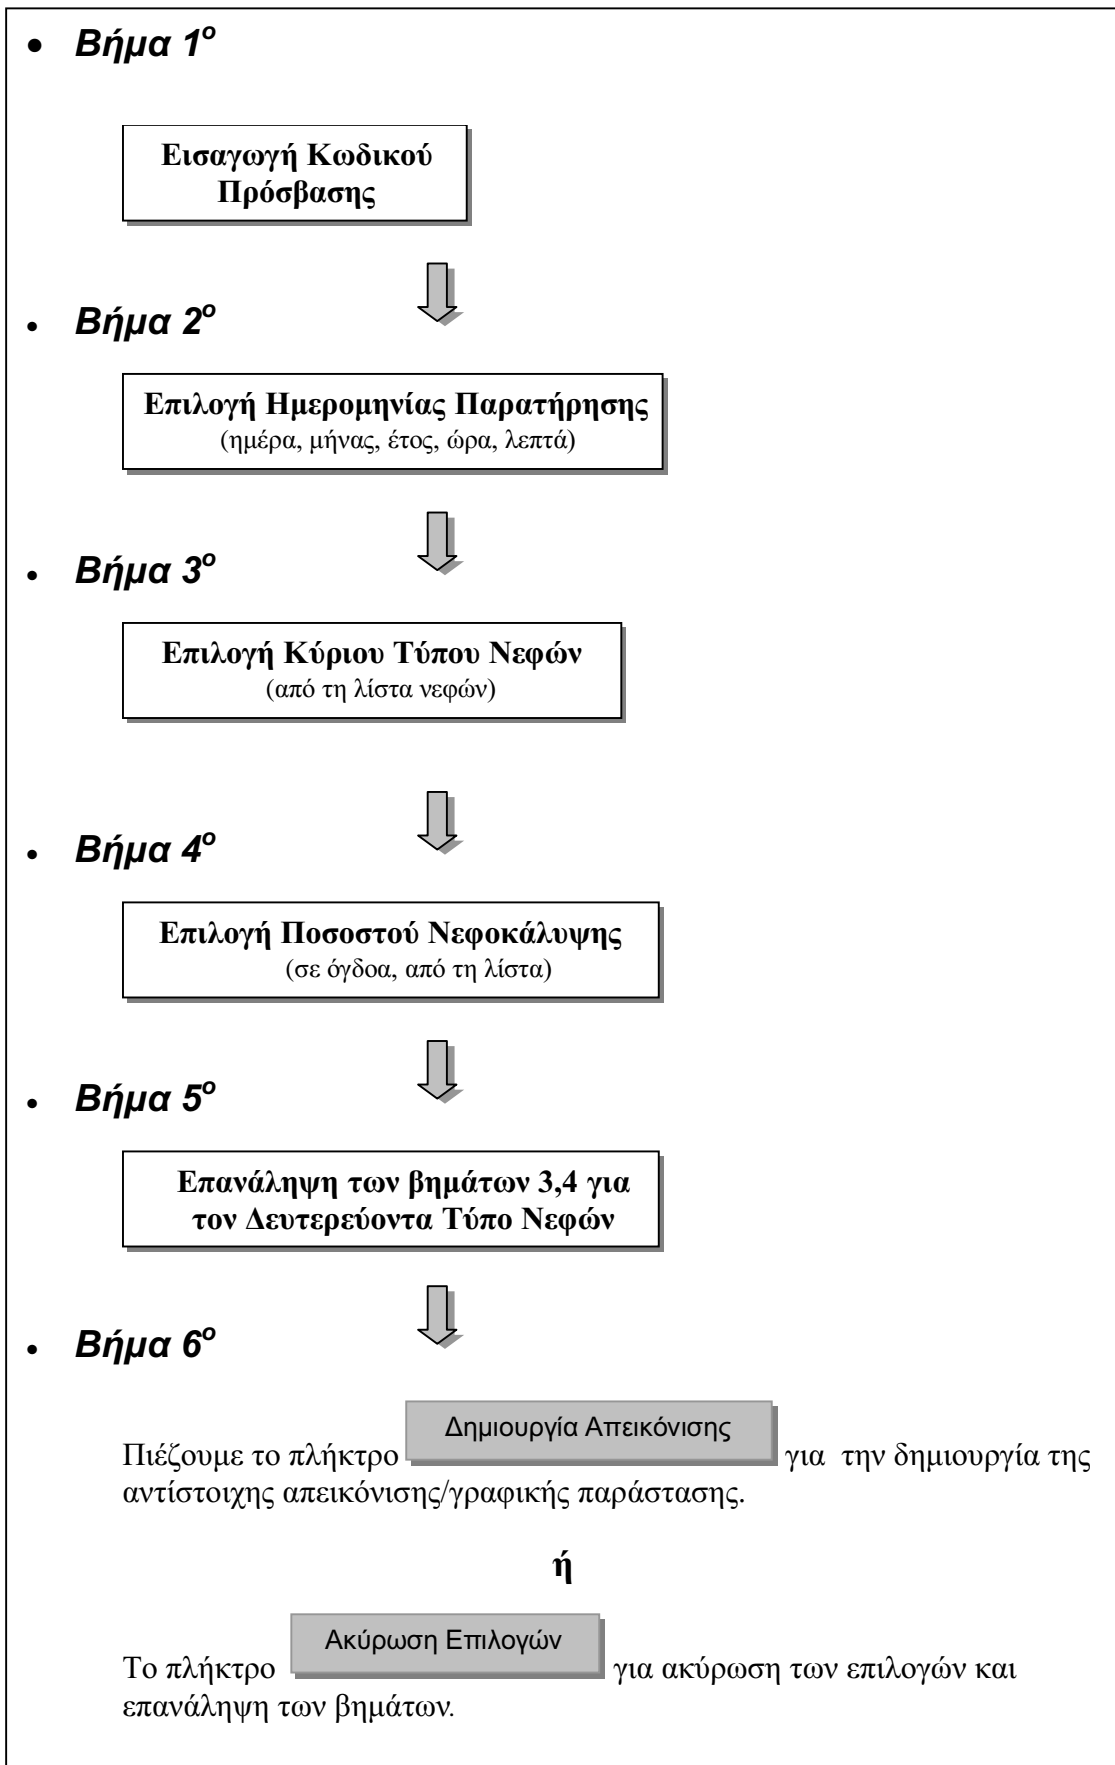 • Βήμα 1ο
Εισαγωγή Κωδικού
Πρόσβασης
• Βήμα 2ο
Επιλογή Ημερομηνίας Παρατήρησης
(ημέρα, μήνας, έτος, ώρα, λεπτά)
• Βήμα 3ο
Επιλογή Κύριου Τύπου Νεφών
(από τη λίστα νεφών)
• Βήμα 4ο
Επιλογή Ποσοστού Νεφοκάλυψης
(σε όγδοα, από τη λίστα)
• Βήμα 5ο
Επανάληψη των βημάτων 3,4 για
τον Δευτερεύοντα Τύπο Νεφών
• Βήμα 6ο
Πιέζουμε το πλήκτρο Δημιουργία Απεικόνισης για την δημιουργία της
αντίστοιχης απεικόνισης/γραφικής παράστασης.
ή
Το πλήκτρο Ακύρωση Επιλογών για ακύρωση των επιλογών και
επανάληψη των βημάτων.